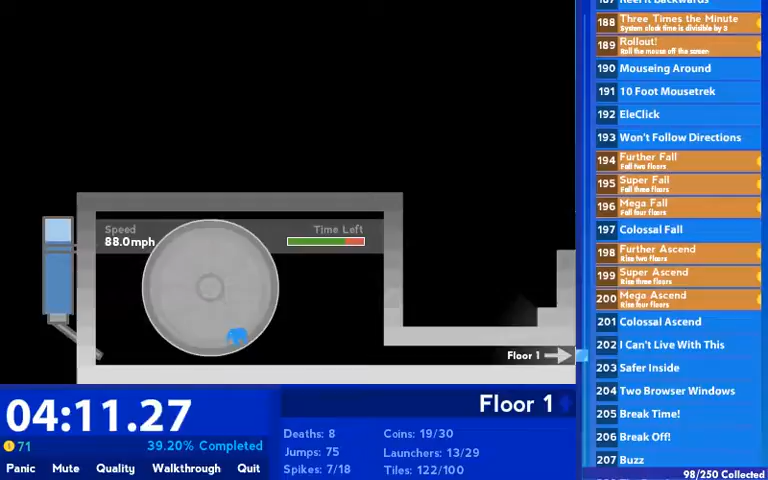 187 Reel it Backwards
188 Three Times the Minute
System clock time is divisible by 3
189 Rollout!
Roll the mouse off the screen
190 Mouseing Around
191 10 Foot Mousetrek
192 EleClick
193 Won't Follow Directions
194 Further Fall
Fall two floors
195 Super Fall
Fall three floors
196 Mega Fall
Fall four floors
197 Colossal Fall
198 Further Ascend
Rise two floors
199 Super Ascend
Rise three floors
200 Mega Ascend
Rise four floors
201 Colossal Ascend
202 I Can't Live With This
203 Safer Inside
204 Two Browser Windows
205 Break Time!
206 Break Off!
207 Buzz
98/250 Collected
Speed
88.0mph
Time Left
Floor 1
04:11.27
71
39.20% Completed
Panic Mute Quality Walkthrough Quit
Floor 1
Deaths: 8
Jumps: 75
Spikes: 7/18
Coins: 19/30
Launchers: 13/29
Tiles: 122/100